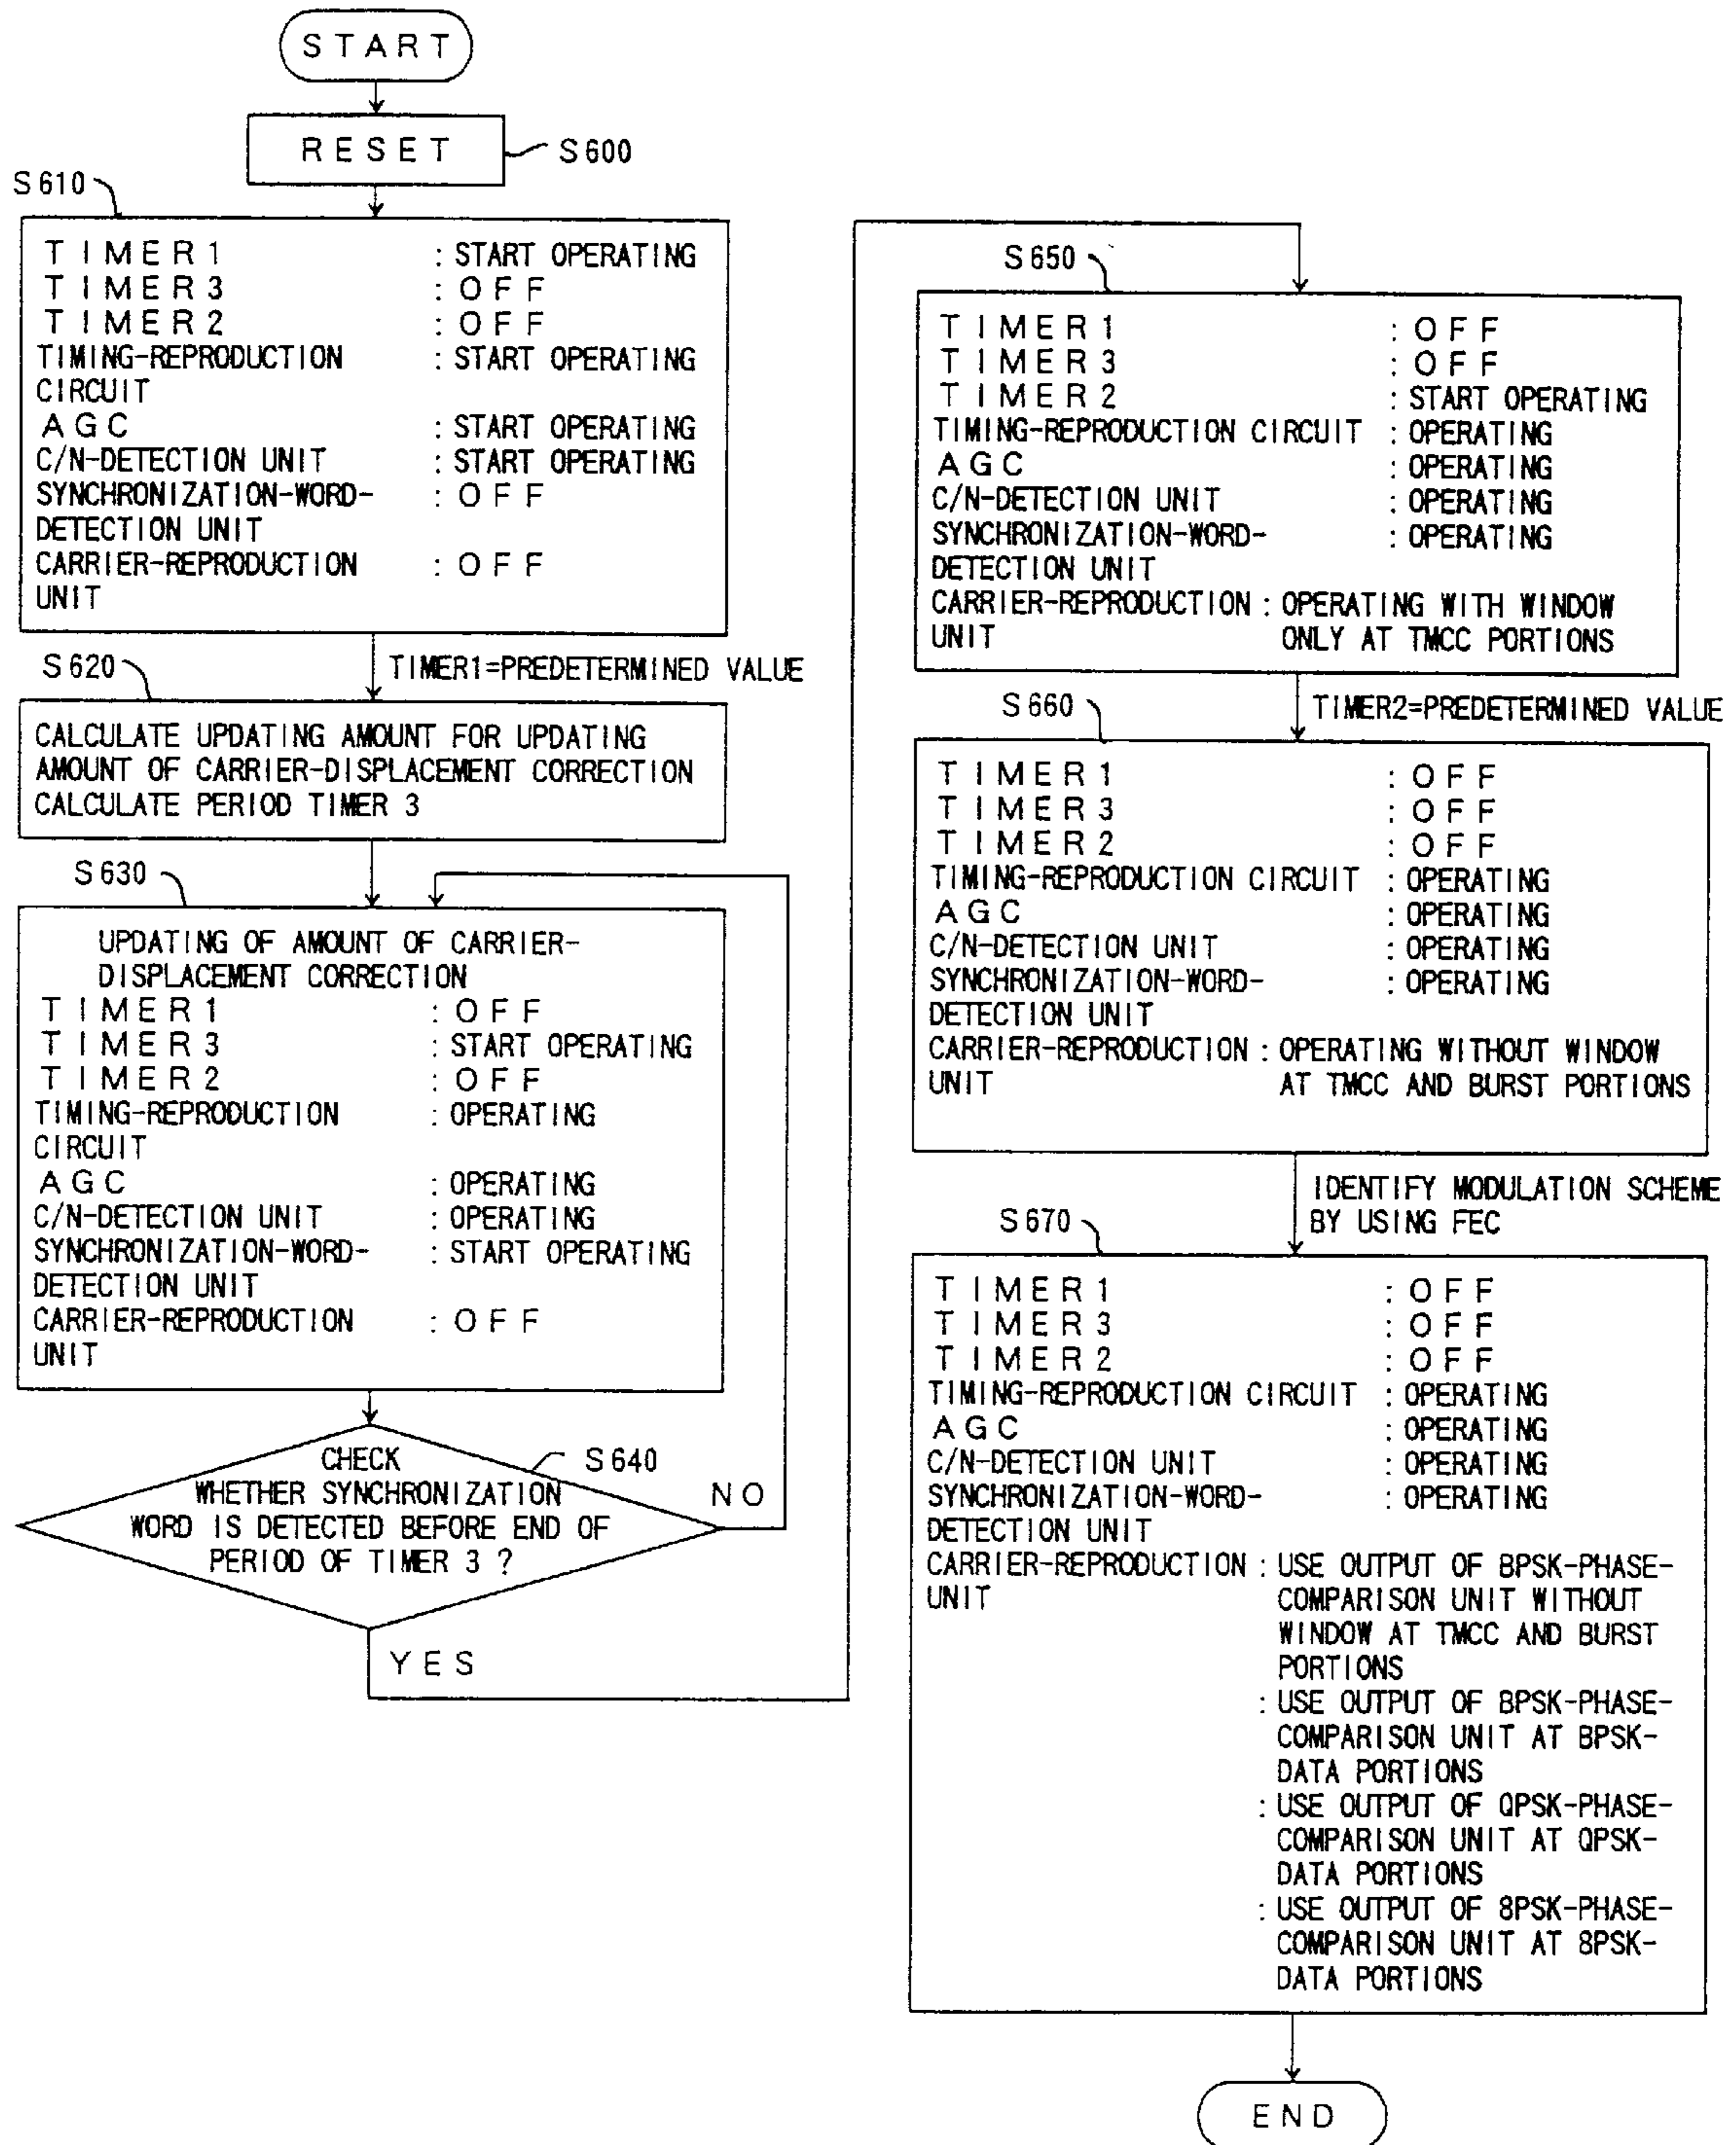 START
RESET
S600
S610
TIMER1 : START OPERATING
TIMER3 : OFF
TIMER2 : OFF
TIMING-REPRODUCTION : START OPERATING
CIRCUIT
AGC : START OPERATING
C/N-DETECTION UNIT : START OPERATING
SYNCHRONIZATION-WORD- : OFF
DETECTION UNIT
CARRIER-REPRODUCTION : OFF
UNIT
TIMER1=PREDETERMINED VALUE
S620
CALCULATE UPDATING AMOUNT FOR UPDATING
AMOUNT OF CARRIER-DISPLACEMENT CORRECTION
CALCULATE PERIOD TIMER 3
S630
UPDATING OF AMOUNT OF CARRIER-
DISPLACEMENT CORRECTION
TIMER1 : OFF
TIMER3 : START OPERATING
TIMER2 : OFF
TIMING-REPRODUCTION : OPERATING
CIRCUIT
AGC : OPERATING
C/N-DETECTION UNIT : OPERATING
SYNCHRONIZATION-WORD- : START OPERATING
DETECTION UNIT
CARRIER-REPRODUCTION : OFF
UNIT
S640
CHECK
WHETHER SYNCHRONIZATION
WORD IS DETECTED BEFORE END OF
PERIOD OF TIMER 3 ?
NO
YES
S650
TIMER1 : OFF
TIMER3 : OFF
TIMER2 : START OPERATING
TIMING-REPRODUCTION CIRCUIT : OPERATING
AGC : OPERATING
C/N-DETECTION UNIT : OPERATING
SYNCHRONIZATION-WORD- : OPERATING
DETECTION UNIT
CARRIER-REPRODUCTION : OPERATING WITH WINDOW
UNIT ONLY AT TMCC PORTIONS
TIMER2=PREDETERMINED VALUE
S660
TIMER1 : OFF
TIMER3 : OFF
TIMER2 : OFF
TIMING-REPRODUCTION CIRCUIT : OPERATING
AGC : OPERATING
C/N-DETECTION UNIT : OPERATING
SYNCHRONIZATION-WORD- : OPERATING
DETECTION UNIT
CARRIER-REPRODUCTION : OPERATING WITHOUT WINDOW
UNIT AT TMCC AND BURST PORTIONS
IDENTIFY MODULATION SCHEME
BY USING FEC
S670
TIMER1 : OFF
TIMER3 : OFF
TIMER2 : OFF
TIMING-REPRODUCTION CIRCUIT : OPERATING
AGC : OPERATING
C/N-DETECTION UNIT : OPERATING
SYNCHRONIZATION-WORD- : OPERATING
DETECTION UNIT
CARRIER-REPRODUCTION : USE OUTPUT OF BPSK-PHASE-
UNIT COMPARISON UNIT WITHOUT
WINDOW AT TMCC AND BURST
PORTIONS
: USE OUTPUT OF BPSK-PHASE-
COMPARISON UNIT AT BPSK-
DATA PORTIONS
: USE OUTPUT OF QPSK-PHASE-
COMPARISON UNIT AT QPSK-
DATA PORTIONS
: USE OUTPUT OF 8PSK-PHASE-
COMPARISON UNIT AT 8PSK-
DATA PORTIONS
END